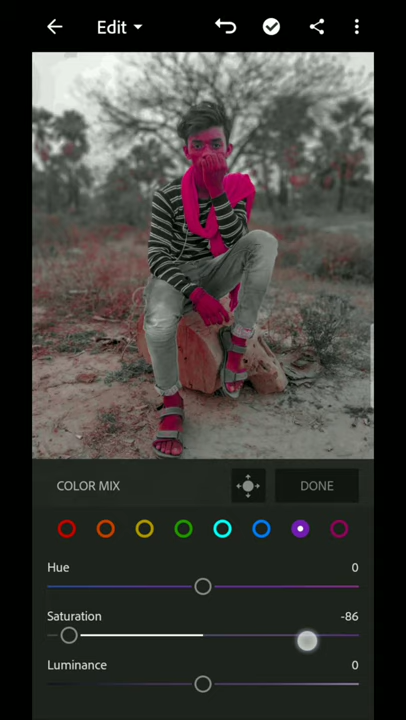 Edit
COLOR MIX
DONE
Hue 0
Saturation -86
Luminance 0